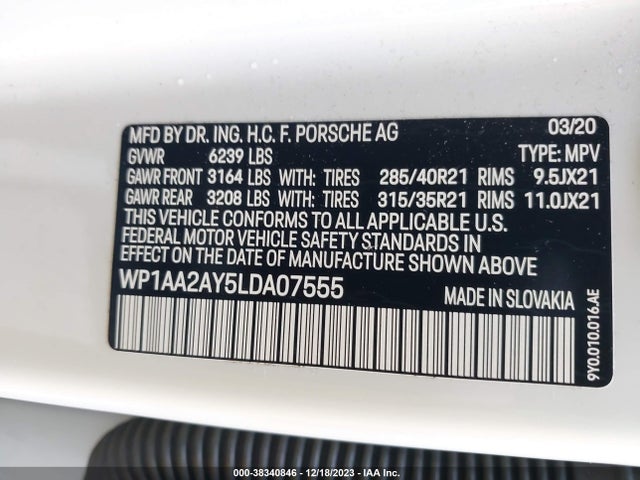 MFD BY DR. ING. H.C. F. PORSCHE AG 03/20
GVWR 6239 LBS TYPE: MPV
GAWR FRONT 3164 LBS WITH: TIRES 285/40R21 RIMS 9.5JX21
GAWR REAR 3208 LBS WITH: TIRES 315/35R21 RIMS 11.0JX21
THIS VEHICLE CONFORMS TO ALL APPLICABLE U.S.
FEDERAL MOTOR VEHICLE SAFETY STANDARDS IN EFFECT
ON THE DATE OF MANUFACTURE SHOWN ABOVE
WP1AA2AY5LDA07555 MADE IN SLOVAKIA
9Y0.010.016.AE
000-38340846 - 12/18/2023 - IAA Inc.